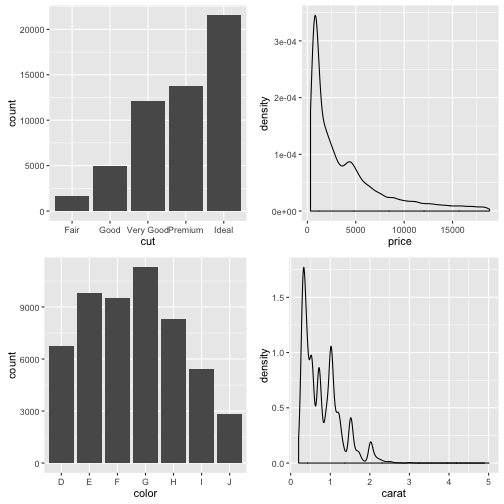 count
20000
15000
10000
5000
0
Fair Good Very Good Premium Ideal
cut
density
3e-04
2e-04
1e-04
0e+00
0 5000 10000 15000
price
count
9000
6000
3000
0
D E F G H I J
color
density
1.5
1.0
0.5
0.0
0 1 2 3 4 5
carat